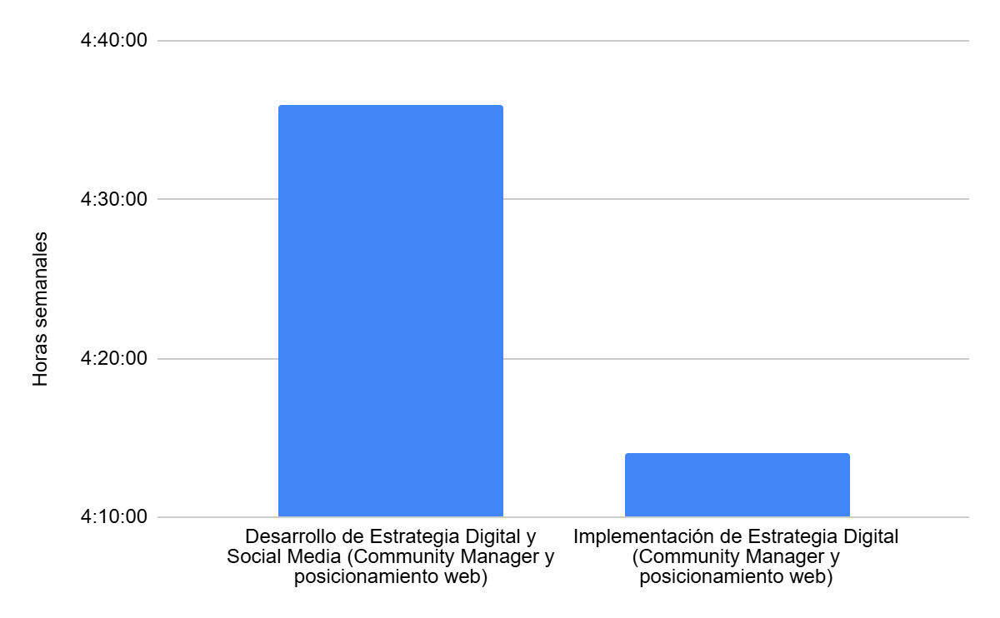 4:40:00
4:30:00
4:20:00
4:10:00
Horas semanales
Desarrollo de Estrategia Digital y
Social Media (Community Manager y
posicionamiento web)
Implementación de Estrategia Digital
(Community Manager y
posicionamiento web)